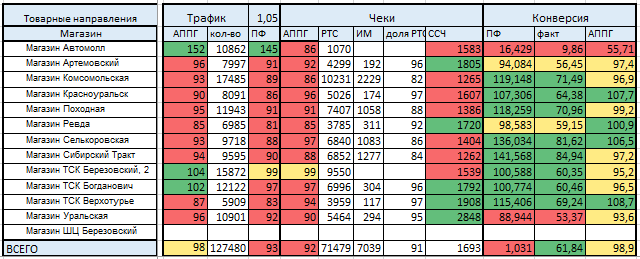 Товарные направления Трафик 1,05 Чеки Конверсия
Магазин АППГ кол-во ПФ АППГ РТС ИМ доля РТС ССЧ ПФ факт АППГ
Магазин Автомолл 152 10862 145 86 1070 1583 16,429 9,86 55,71
Магазин Артемовский 96 7997 91 92 4299 192 96 1805 94,084 56,45 97,4
Магазин Комсомольская 93 17485 89 86 10231 2229 82 1265 119,148 71,49 96,9
Магазин Красноуральск 90 8091 86 96 5026 174 97 1607 107,306 64,38 107,7
Магазин Походная 95 11943 91 91 7407 1058 88 1386 118,259 70,96 99,2
Магазин Ревда 85 6985 81 85 3785 311 92 1720 98,583 59,15 100,9
Магазин Селькоровская 93 9718 88 97 6840 1083 86 1404 136,034 81,62 106,5
Магазин Сибирский Тракт 94 9595 90 88 6852 1277 84 1262 141,568 84,94 97,2
Магазин ТСК Березовский, 2 104 15872 99 99 9550 1539 100,588 60,35 95,2
Магазин ТСК Богданович 102 12122 97 97 6996 304 96 1792 100,774 60,46 96,5
Магазин ТСК Верхотурье 87 5909 83 94 3959 117 97 1908 115,406 69,24 108,7
Магазин Уральская 96 10901 92 90 5464 294 95 2848 88,944 53,37 93,6
Магазин ШЦ Березовский
ВСЕГО 98 127480 93 92 71479 7039 91 1693 1,031 61,84 98,9